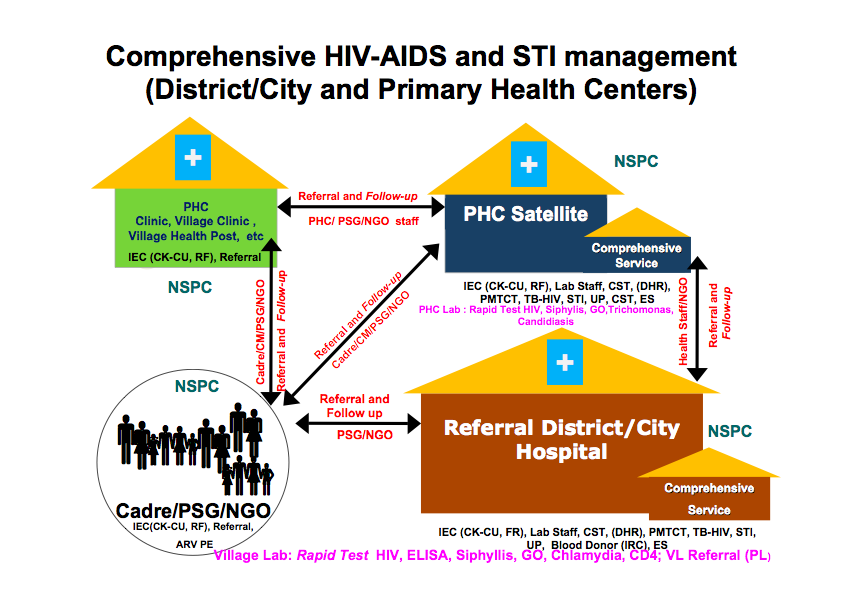 Comprehensive HIV-AIDS and STI management
(District/City and Primary Health Centers)
NSPC
PHC
Clinic, Village Clinic ,
Village Health Post,  etc
IEC (CK-CU, RF), Referral
NSPC
Referral and Follow-up
PHC/ PSG/NGO  staff
PHC Satellite
Comprehensive
Service
IEC (CK-CU, RF), Lab Staff, CST, (DHR),
PMTCT, TB-HIV, STI, UP, CST, ES
PHC Lab : Rapid Test HIV, Siphylis, GO,Trichomonas,
Candidiasis
Cadre/CM/PSG/NGO
Referral and  Follow-up
Referral and Follow-up
Cadre/CM/PSG/NGO
Health Staff/NGO
Referral and
Follow-up
NSPC
Cadre/PSG/NGO
IEC(CK-CU, RF), Referral,
ARV PE
Referral and
Follow up
PSG/NGO
Referral District/City
Hospital
NSPC
Comprehensive
Service
IEC (CK-CU, FR), Lab Staff, CST, (DHR), PMTCT, TB-HIV, STI,
UP,  Blood Donor (IRC), ES
Village Lab: Rapid Test  HIV, ELISA, Siphyllis, GO, Chlamydia, CD4; VL Referral (PL)